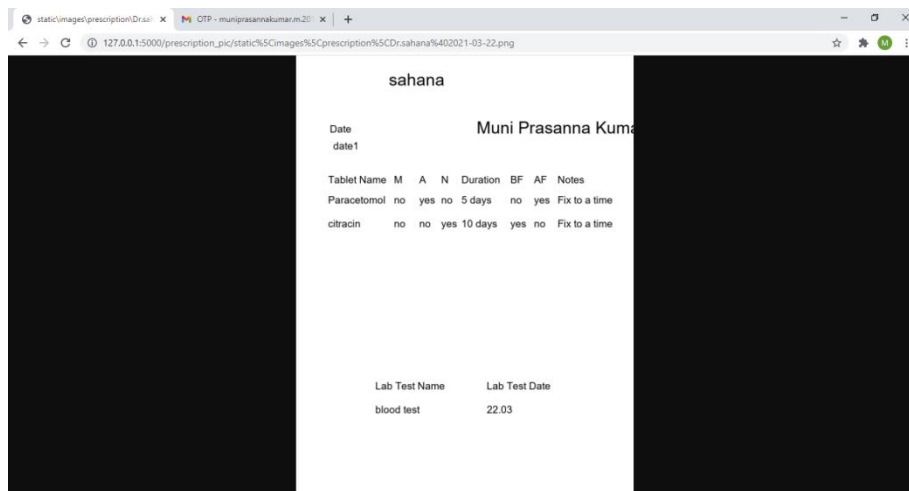 static\images\prescription\Dr.sah
OTP - muniprasannakumar.m.20
127.0.0.1:5000/prescription_pic/static%5Cimages%5Cprescription%5CDr.sahana%402021-03-22.png
M
sahana
Date Muni Prasanna Kuma
date1
Tablet Name M A N Duration BF AF Notes
Paracetomol no yes no 5 days no yes Fix to a time
citracin no no yes 10 days yes no Fix to a time
Lab Test Name Lab Test Date
blood test 22.03